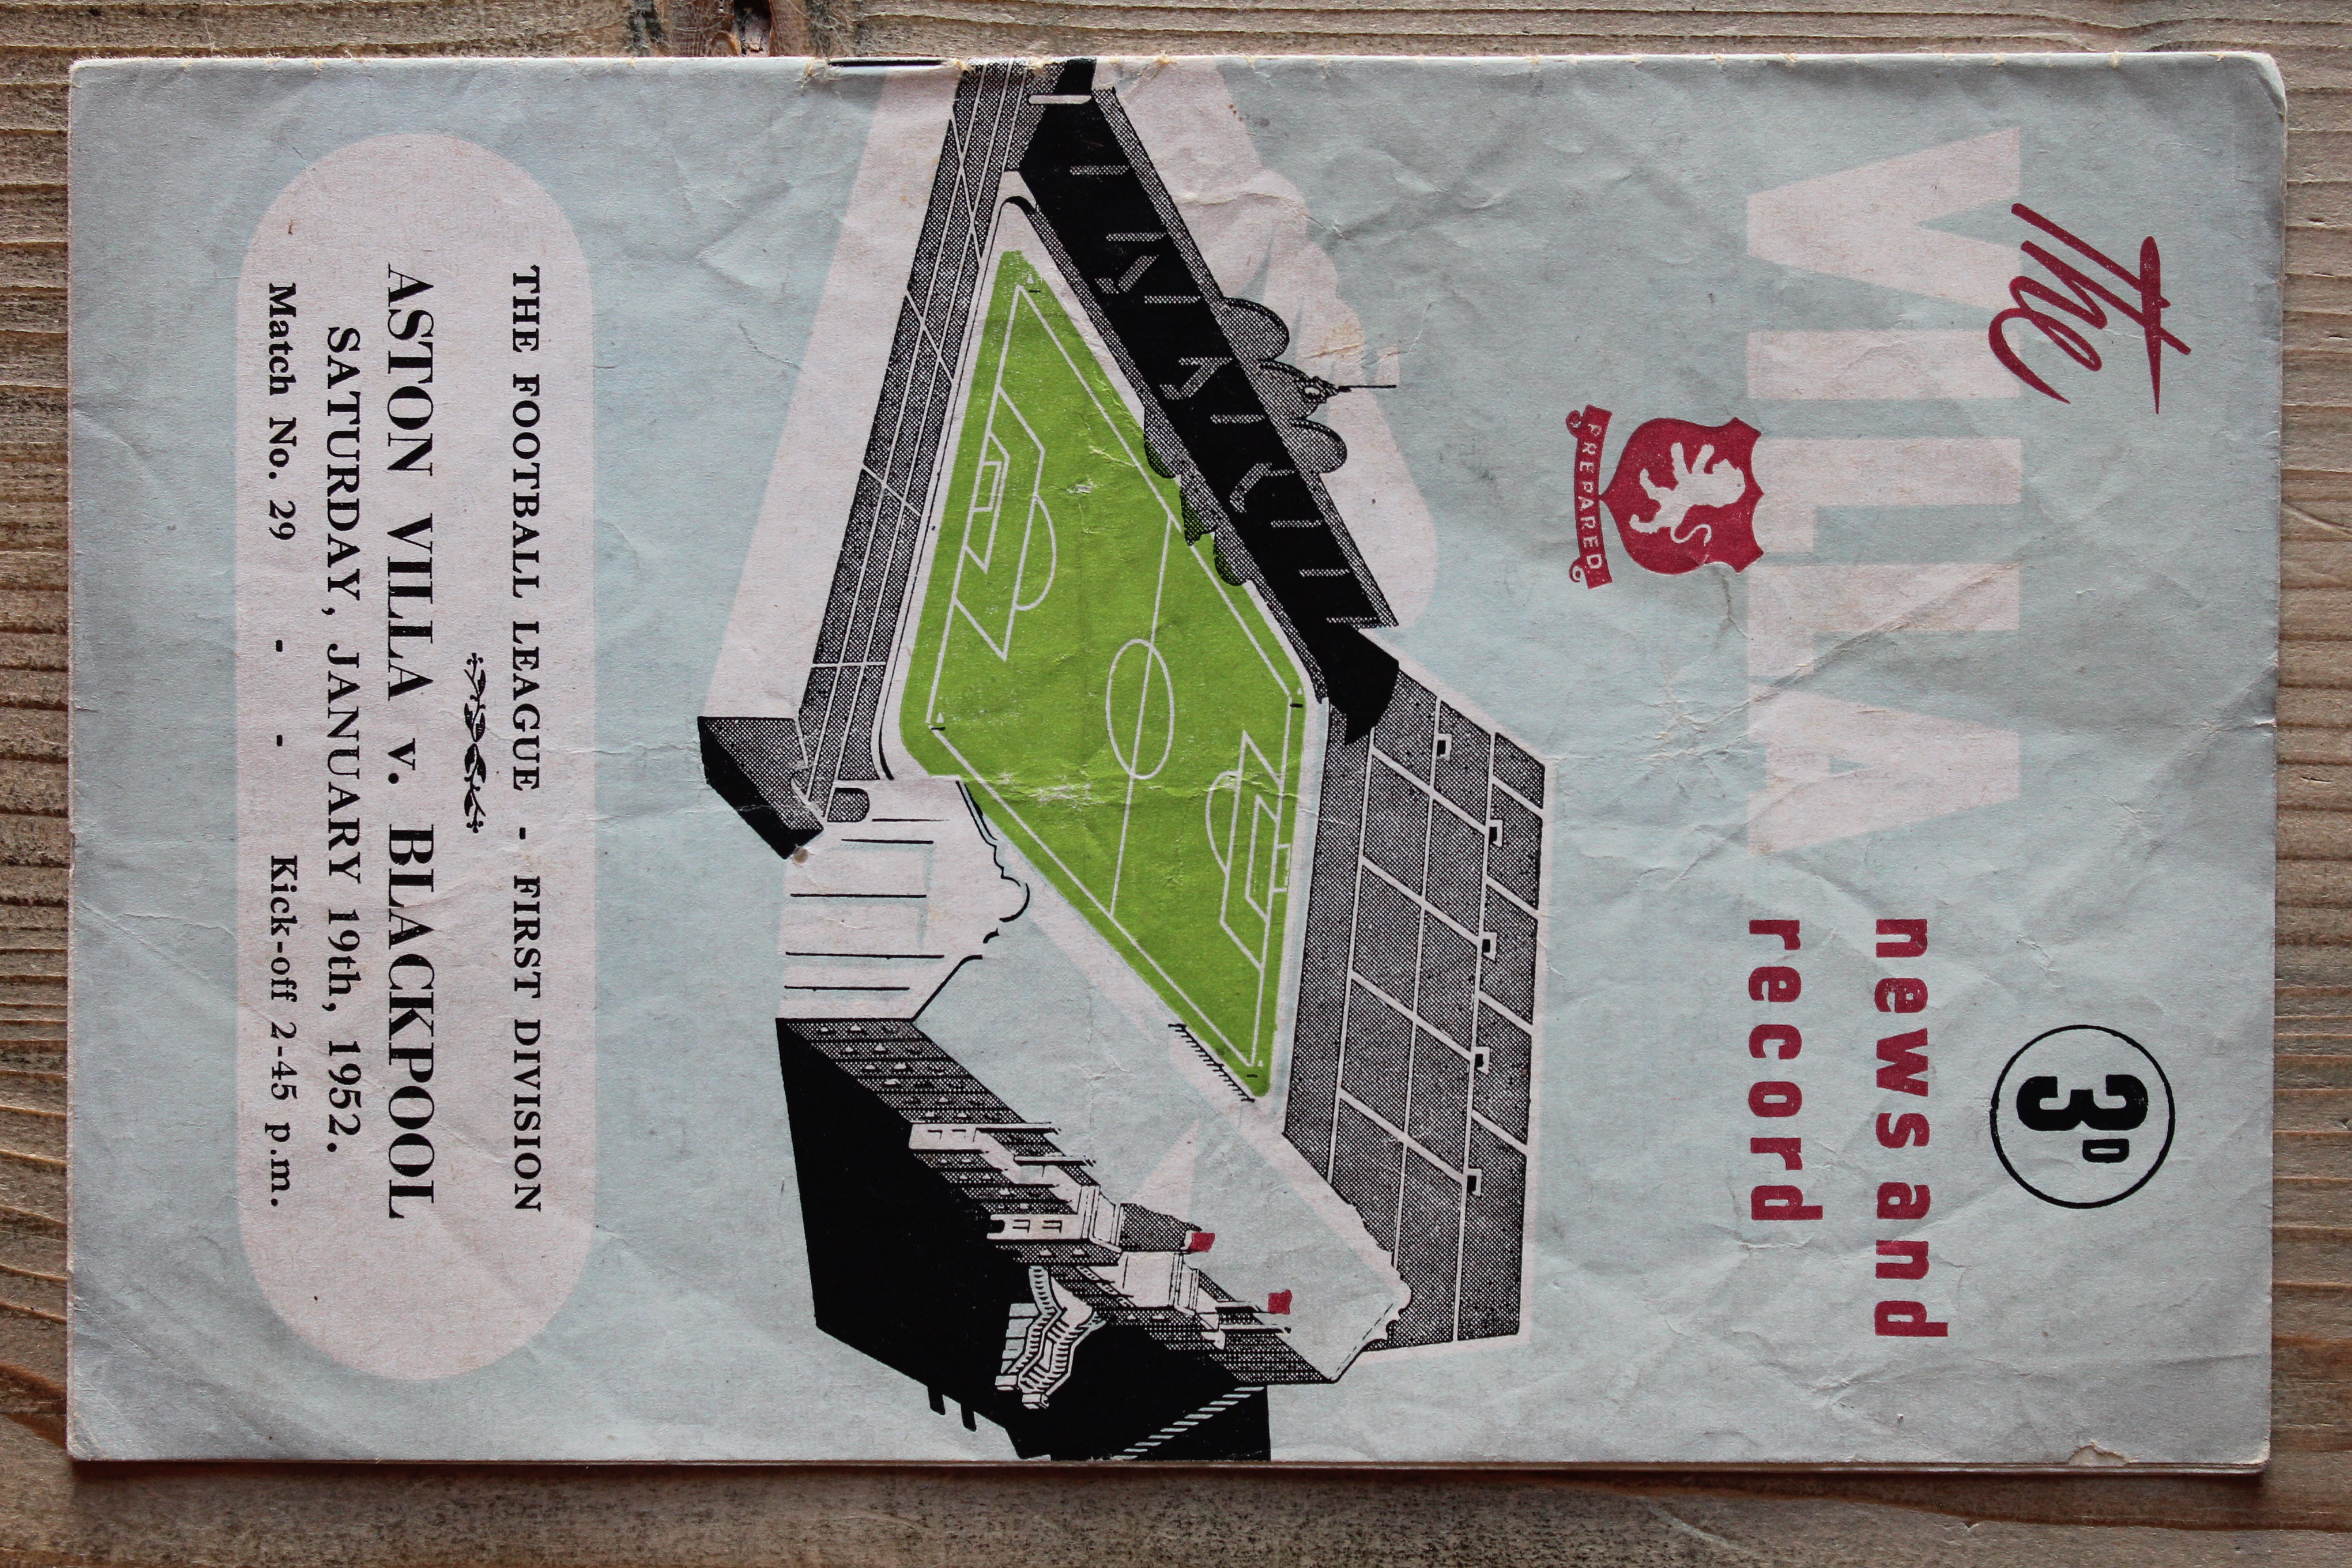 The
VILLA
news and
record
3D
PREPARED
THE FOOTBALL LEAGUE - FIRST DIVISION
ASTON VILLA v. BLACKPOOL
SATURDAY, JANUARY 19th, 1952.
Match No. 29 - - Kick-off 2-45 p.m.